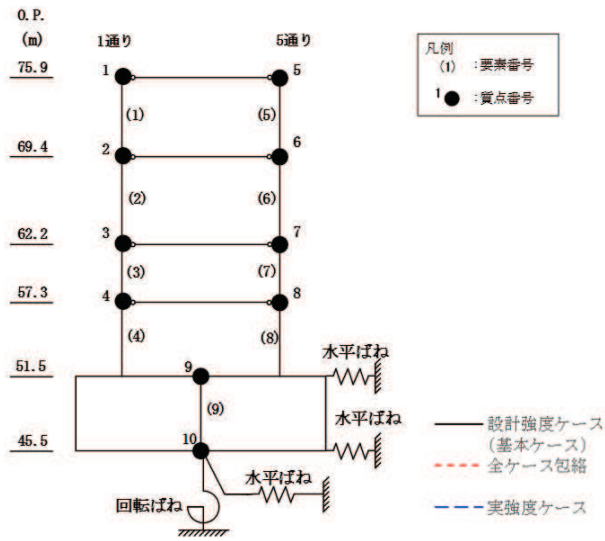 O.P.
(m)
1通り
5通り
75.9
1
5
(1)
(5)
69.4
2
6
(2)
(6)
62.2
3
7
(3)
(7)
57.3
4
8
(4)
(8)
水平ばね
51.5
9
(9)
水平ばね
45.5
10
水平ばね
回転ばね
凡例
(1) :要素番号
1 :質点番号
設計強度ケース
(基本ケース)
全ケース包絡
実強度ケース